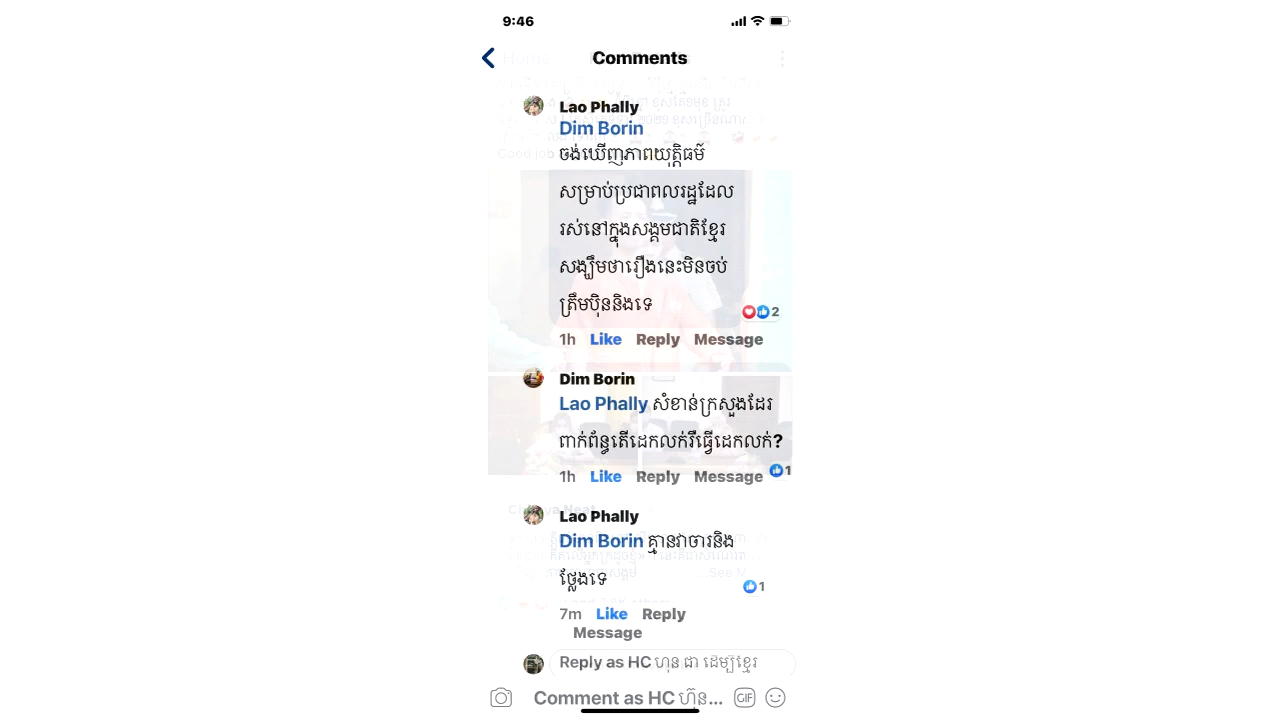 9:46
Comments
Lao Phally
Dim Borin
ចង់ឃើញភាពយុត្តិធម៌
សម្រាប់ប្រជាពលរដ្ឋដែល
រស់នៅក្នុងសង្គមជាតិខ្មែរ
សង្ឃឹមថារឿងនេះមិនចប់
ត្រឹមប៉ិននិងទេ
2
1h Like Reply Message
Dim Borin
Lao Phally សំខាន់ក្រសួងដែរ
ពាក់ព័ន្ធតើដេកលក់រឺធ្វើដេកលក់?
1h Like Reply Message 1
Lao Phally
Dim Borin គ្មានវាចារនិង
ថ្លែងទេ
1
7m Like Reply
Message
Reply as HC ហុន ជា ដើម្បីខ្មែរ
Comment as HC ហ៊ុន...
GIF